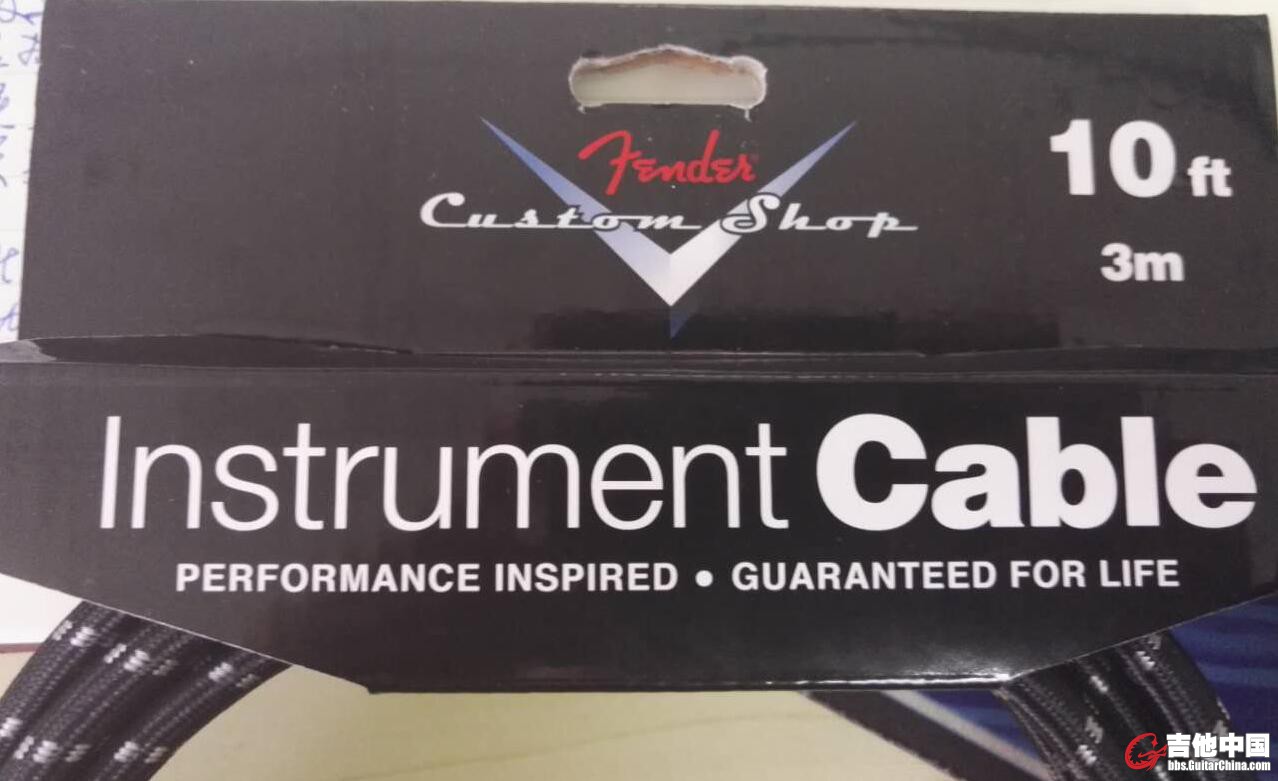 Fender
Custom Shop
10 ft
3m
Instrument Cable
PERFORMANCE INSPIRED • GUARANTEED FOR LIFE
吉他中国
bbs.GuitarChina.com